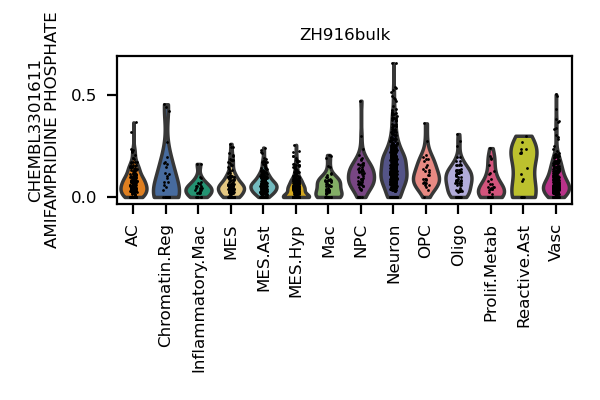 ZH916bulk
CHEMBL3301611
AMIFAMPRIDINE PHOSPHATE
0.5
0.0
AC
Chromatin.Reg
Inflammatory.Mac
MES
MES.Ast
MES.Hyp
Mac
NPC
Neuron
OPC
Oligo
Prolif.Metab
Reactive.Ast
Vasc